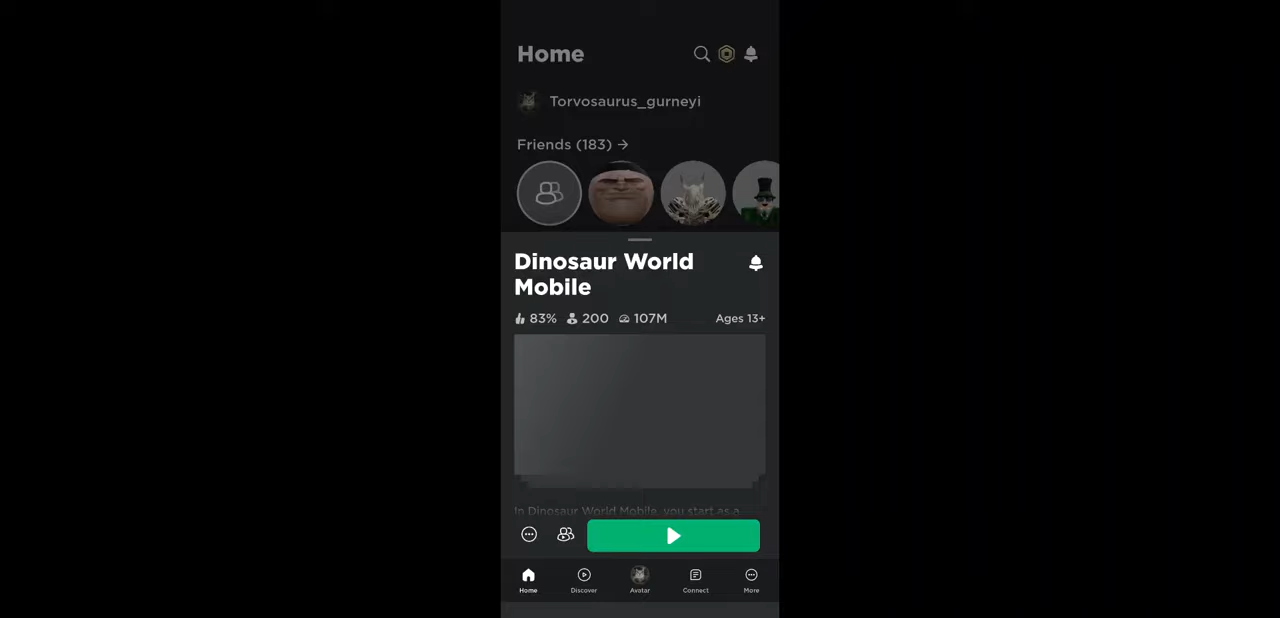 Home
Torvosaurus_gurneyi
Friends (183) →
Dinosaur World
Mobile
83% 200 107M Ages 13+
In Dinosaur World Mobile, you start as a
Home Discover Avatar Connect More